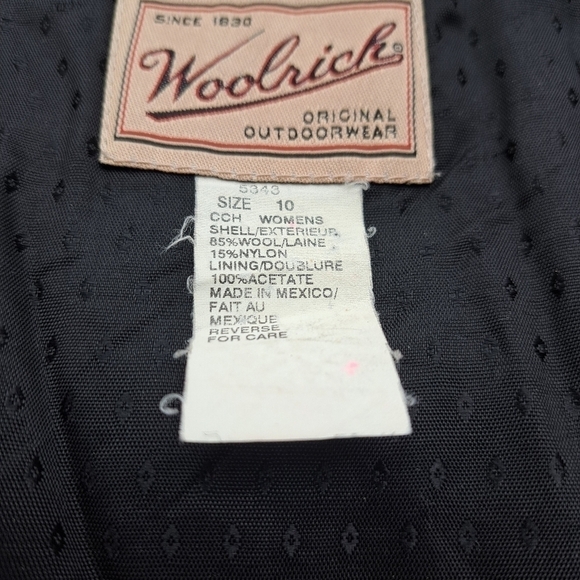 SINCE 1830
Woolrich®
ORIGINAL
OUTDOORWEAR
5343
SIZE 10
CCH WOMENS
SHELL/EXTERIEUR
85%WOOL/LAINE
15%NYLON
LINING/DOUBLURE
100%ACETATE
MADE IN MEXICO/
FAIT AU
MEXIQUE
REVERSE
FOR CARE